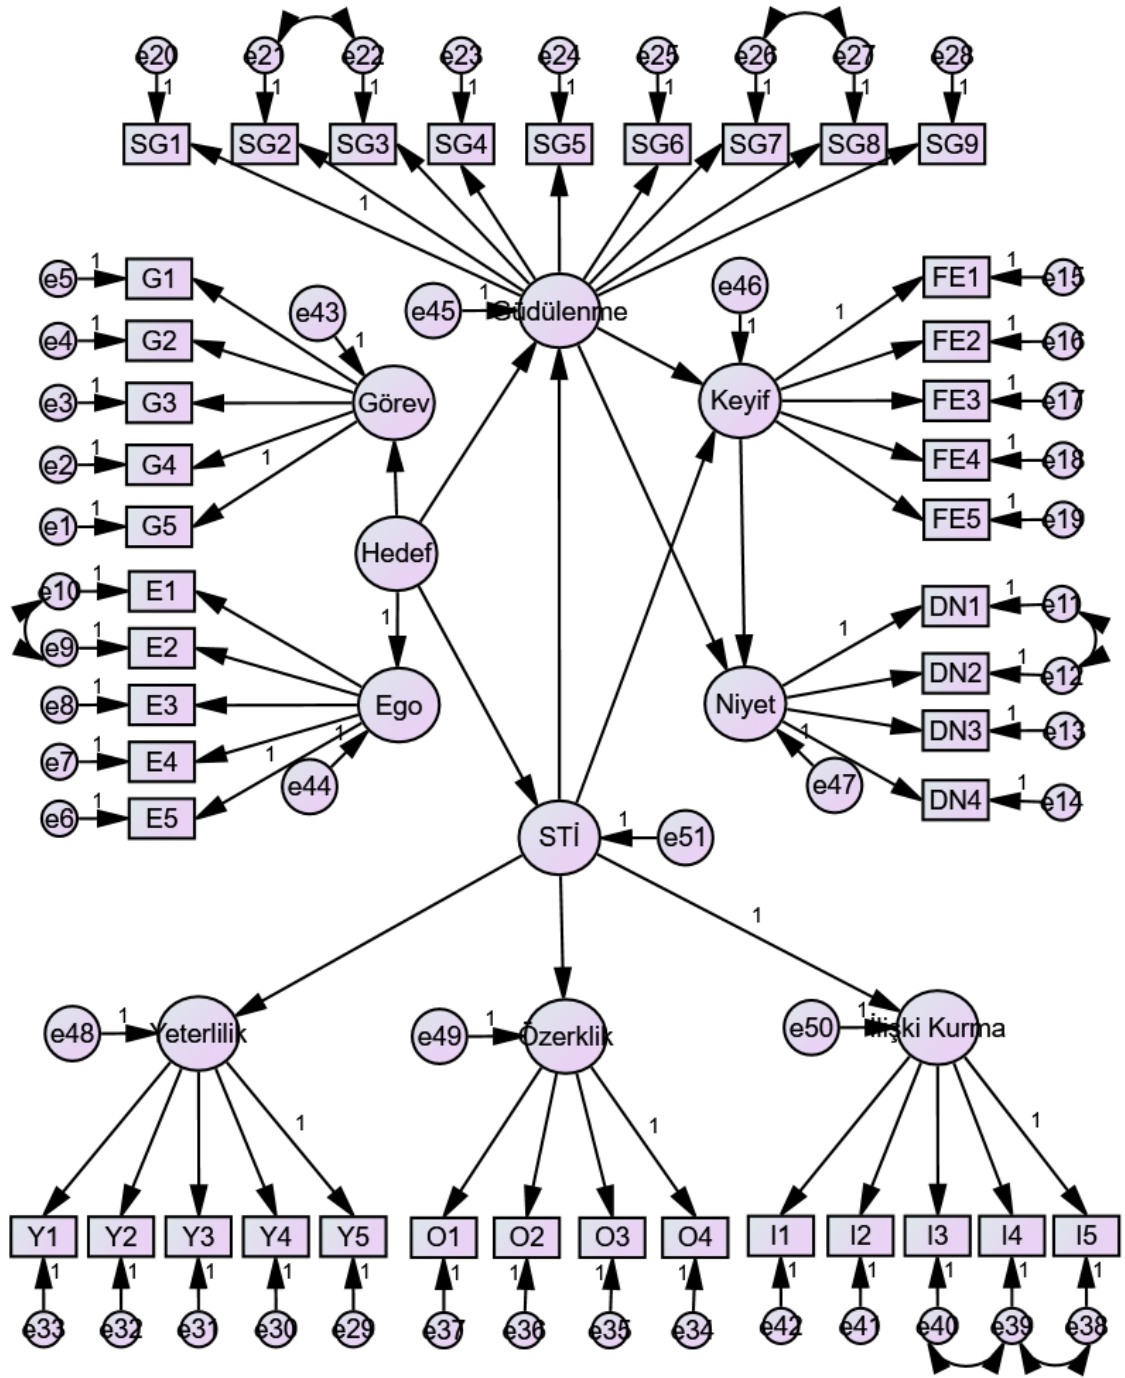 e20 e21 e22 e23 e24 e25 e26 e27 e28
1 1 1 1 1 1 1 1 1
SG1 SG2 SG3 SG4 SG5 SG6 SG7 SG8 SG9
1
e5 1 G1
e4 1 G2
e3 1 G3
e2 1 G4
e1 1 G5
1
e43 1
Görev
e45 1 Güdülenme
e46 1
Keyif
1
FE1 1 e15
FE2 1 e16
FE3 1 e17
FE4 1 e18
FE5 1 e19
Hedef
1
e10 1 E1
e9 1 E2
e8 1 E3
e7 1 E4
e6 1 E5
1
Ego
1
e44
1
DN1 1 e11
DN2 1 e12
DN3 1 e13
DN4 1 e14
Niyet
1
e47
STİ 1 e51
1
e48 1 Yeterlilik
e49 1 Özerklik
e50 1 İlişki Kurma
1 1 1
Y1 Y2 Y3 Y4 Y5 O1 O2 O3 O4 I1 I2 I3 I4 I5
1 1 1 1 1 1 1 1 1 1 1 1 1 1
e33 e32 e31 e30 e29 e37 e36 e35 e34 e42 e41 e40 e39 e38